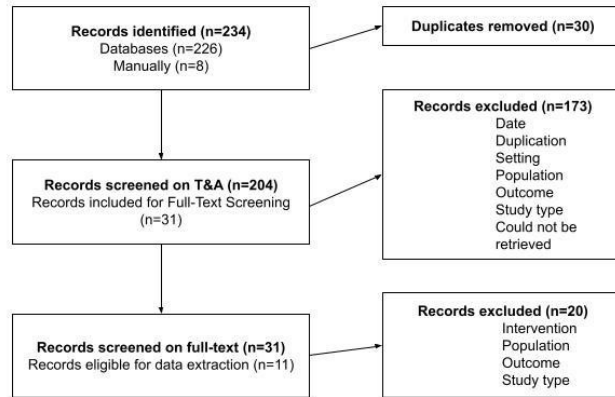 Records identified (n=234)
Databases (n=226)
Manually (n=8)
Duplicates removed (n=30)
Records excluded (n=173)
Date
Duplication
Setting
Population
Outcome
Study type
Could not be
retrieved
Records screened on T&A (n=204)
Records included for Full-Text Screening
(n=31)
Records excluded (n=20)
Intervention
Population
Outcome
Study type
Records screened on full-text (n=31)
Records eligible for data extraction (n=11)